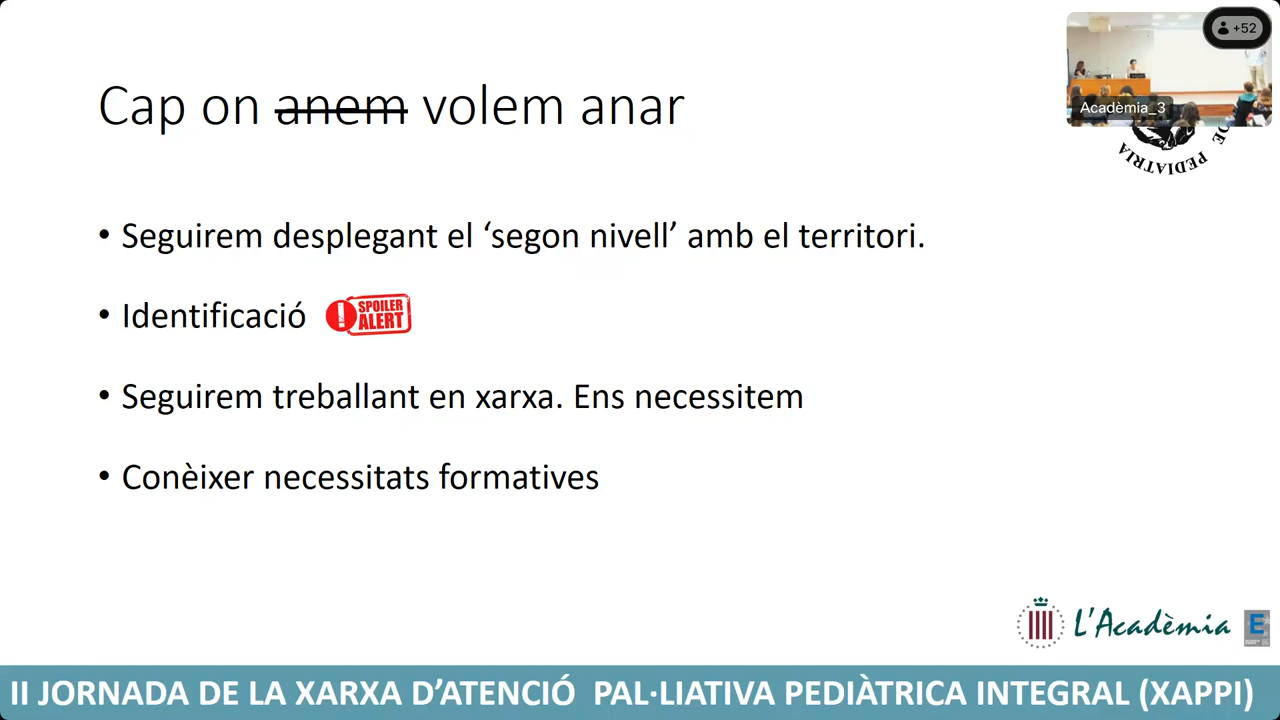 +52
Acadèmia_3
DE PEDIATRIA
Cap on anem volem anar
• Seguirem desplegant el ‘segon nivell’ amb el territori.
• Identificació
! SPOILER ALERT
• Seguirem treballant en xarxa. Ens necessitem
• Conèixer necessitats formatives
L'Acadèmia
E
II JORNADA DE LA XARXA D’ATENCIÓ PAL·LIATIVA PEDIÀTRICA INTEGRAL (XAPPI)